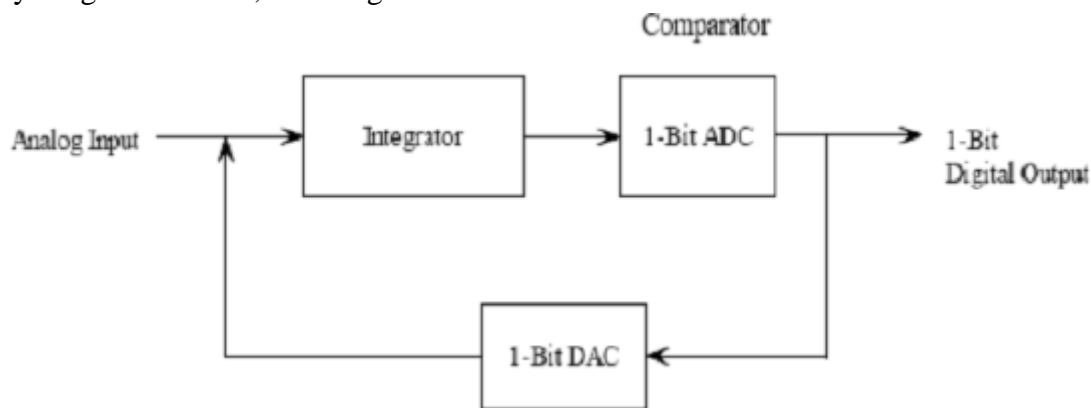 Comparator
Analog Input
Integrator
1-Bit ADC
1-Bit
Digital Output
1-Bit DAC